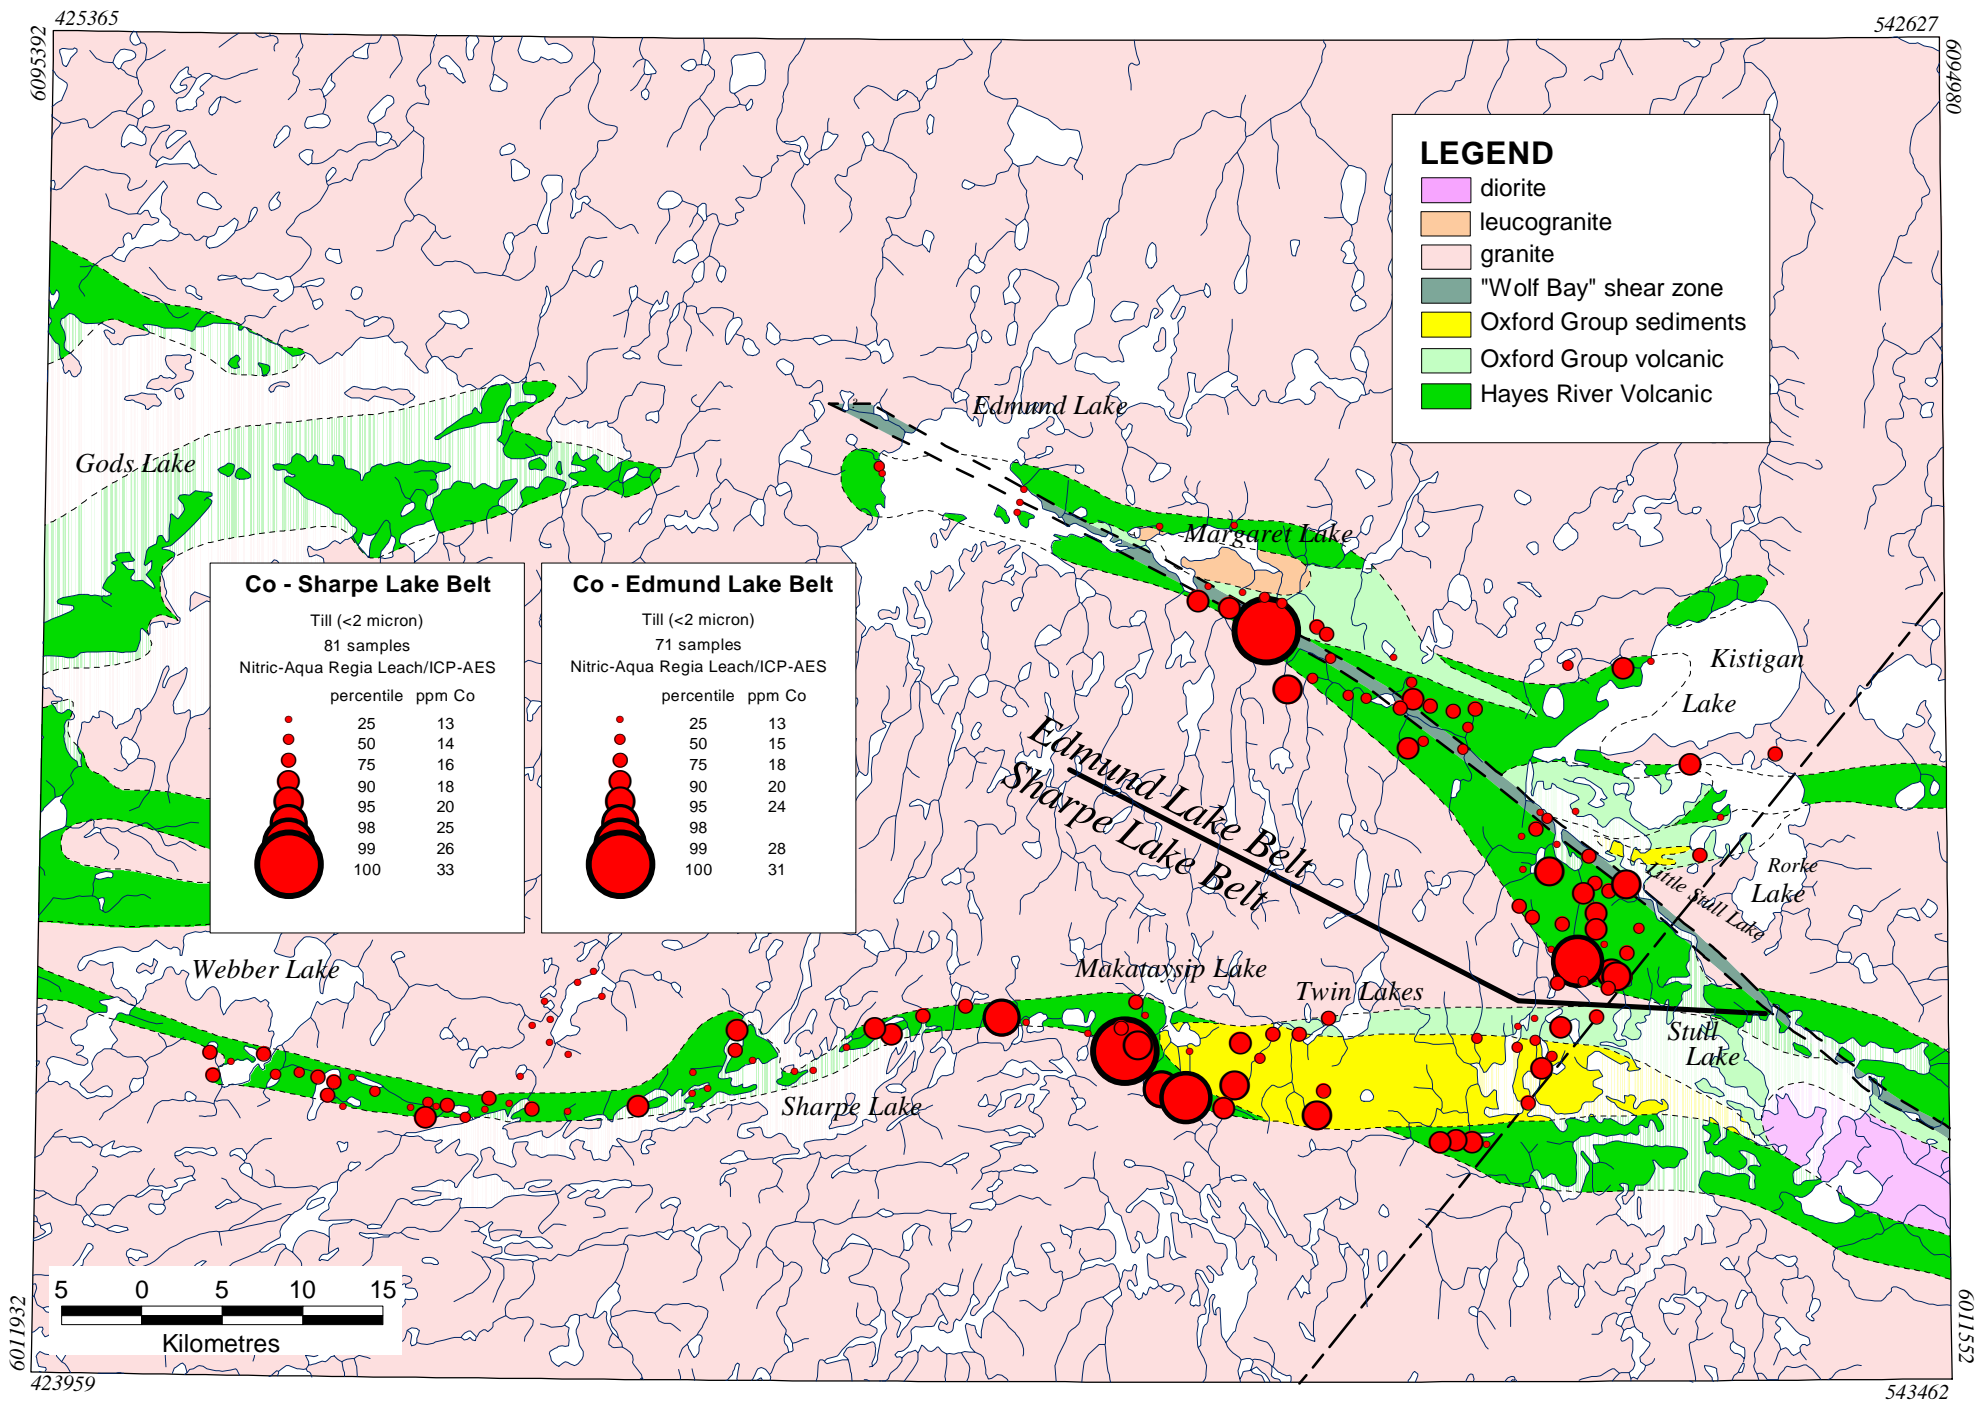 425365
542627
6095392
6094980
LEGEND
diorite
leucogranite
granite
"Wolf Bay" shear zone
Oxford Group sediments
Oxford Group volcanic
Hayes River Volcanic
Edmund Lake
Gods Lake
Margaret Lake
Co - Sharpe Lake Belt
Till (<2 micron)
81 samples
Nitric-Aqua Regia Leach/ICP-AES
percentile ppm Co
25 13
50 14
75 16
90 18
95 20
98 25
99 26
100 33
Co - Edmund Lake Belt
Till (<2 micron)
71 samples
Nitric-Aqua Regia Leach/ICP-AES
percentile ppm Co
25 13
50 15
75 18
90 20
95 24
98
99 28
100 31
Kistigan
Lake
Edmund Lake Belt
Sharpe Lake Belt
Rorke
Lake
Little Stull Lake
Webber Lake
Makataysip Lake
Twin Lakes
Stull
Lake
Sharpe Lake
5 0 5 10 15
Kilometres
6011932
6011552
423959
543462